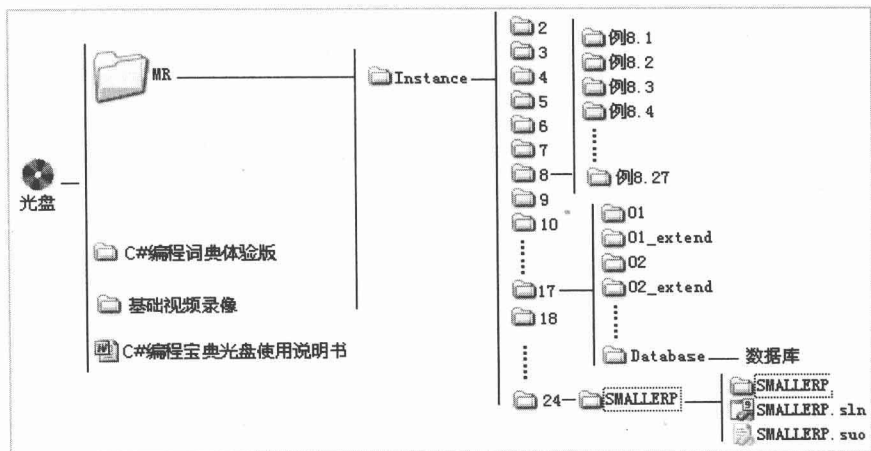 光盘
MR
C#编程词典体验版
基础视频录像
C#编程宝典光盘使用说明书
Instance
2
3
4
5
6
7
8
9
10
17
18
24
例8.1
例8.2
例8.3
例8.4
例8.27
01
01_extend
02
02_extend
Database
数据库
SMALLERP
SMALLERP
SMALLERP.sln
SMALLERP.suo